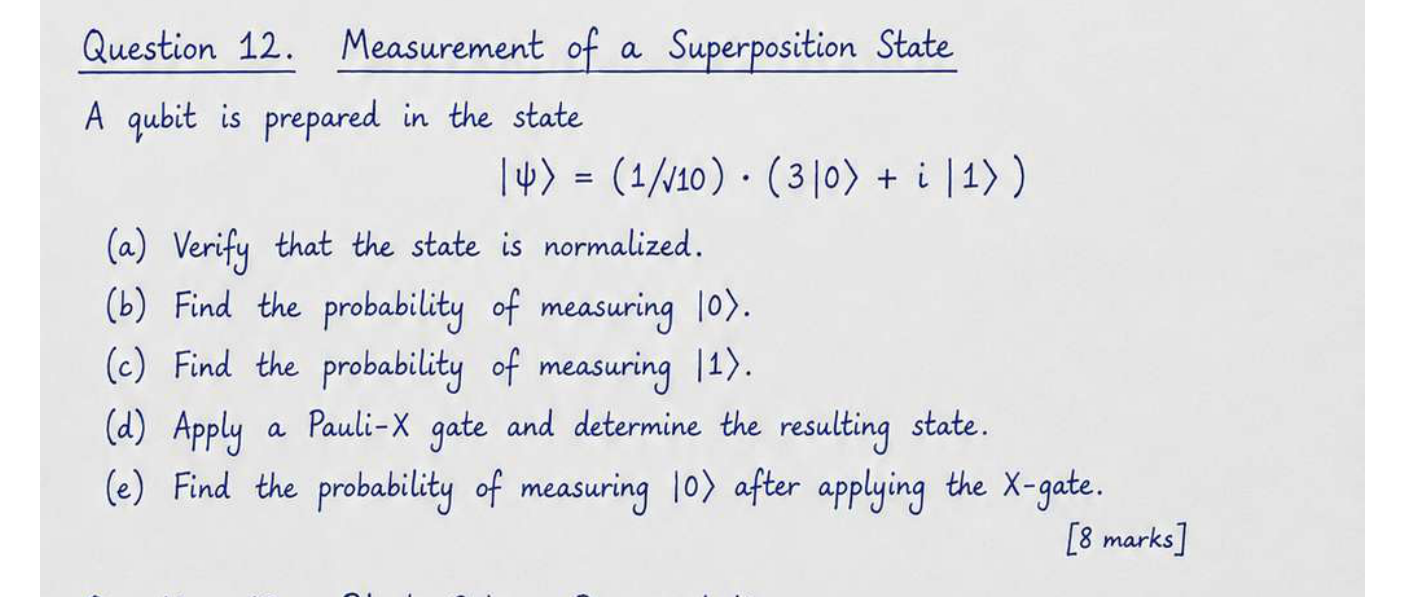 Question 12. Measurement of a Superposition State
A qubit is prepared in the state
|ψ⟩ = (1/√10) · (3|0⟩ + i |1⟩ )
(a) Verify that the state is normalized.
(b) Find the probability of measuring |0⟩.
(c) Find the probability of measuring |1⟩.
(d) Apply a Pauli-X gate and determine the resulting state.
(e) Find the probability of measuring |0⟩ after applying the X-gate.
[8 marks]